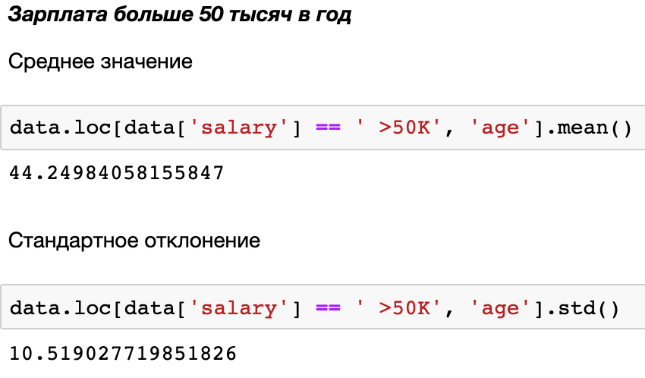 Зарплата больше 50 тысяч в год
Среднее значение
data.loc[data['salary'] == ' >50K', 'age'].mean()
44.24984058155847
Стандартное отклонение
data.loc[data['salary'] == ' >50K', 'age'].std()
10.519027719851826